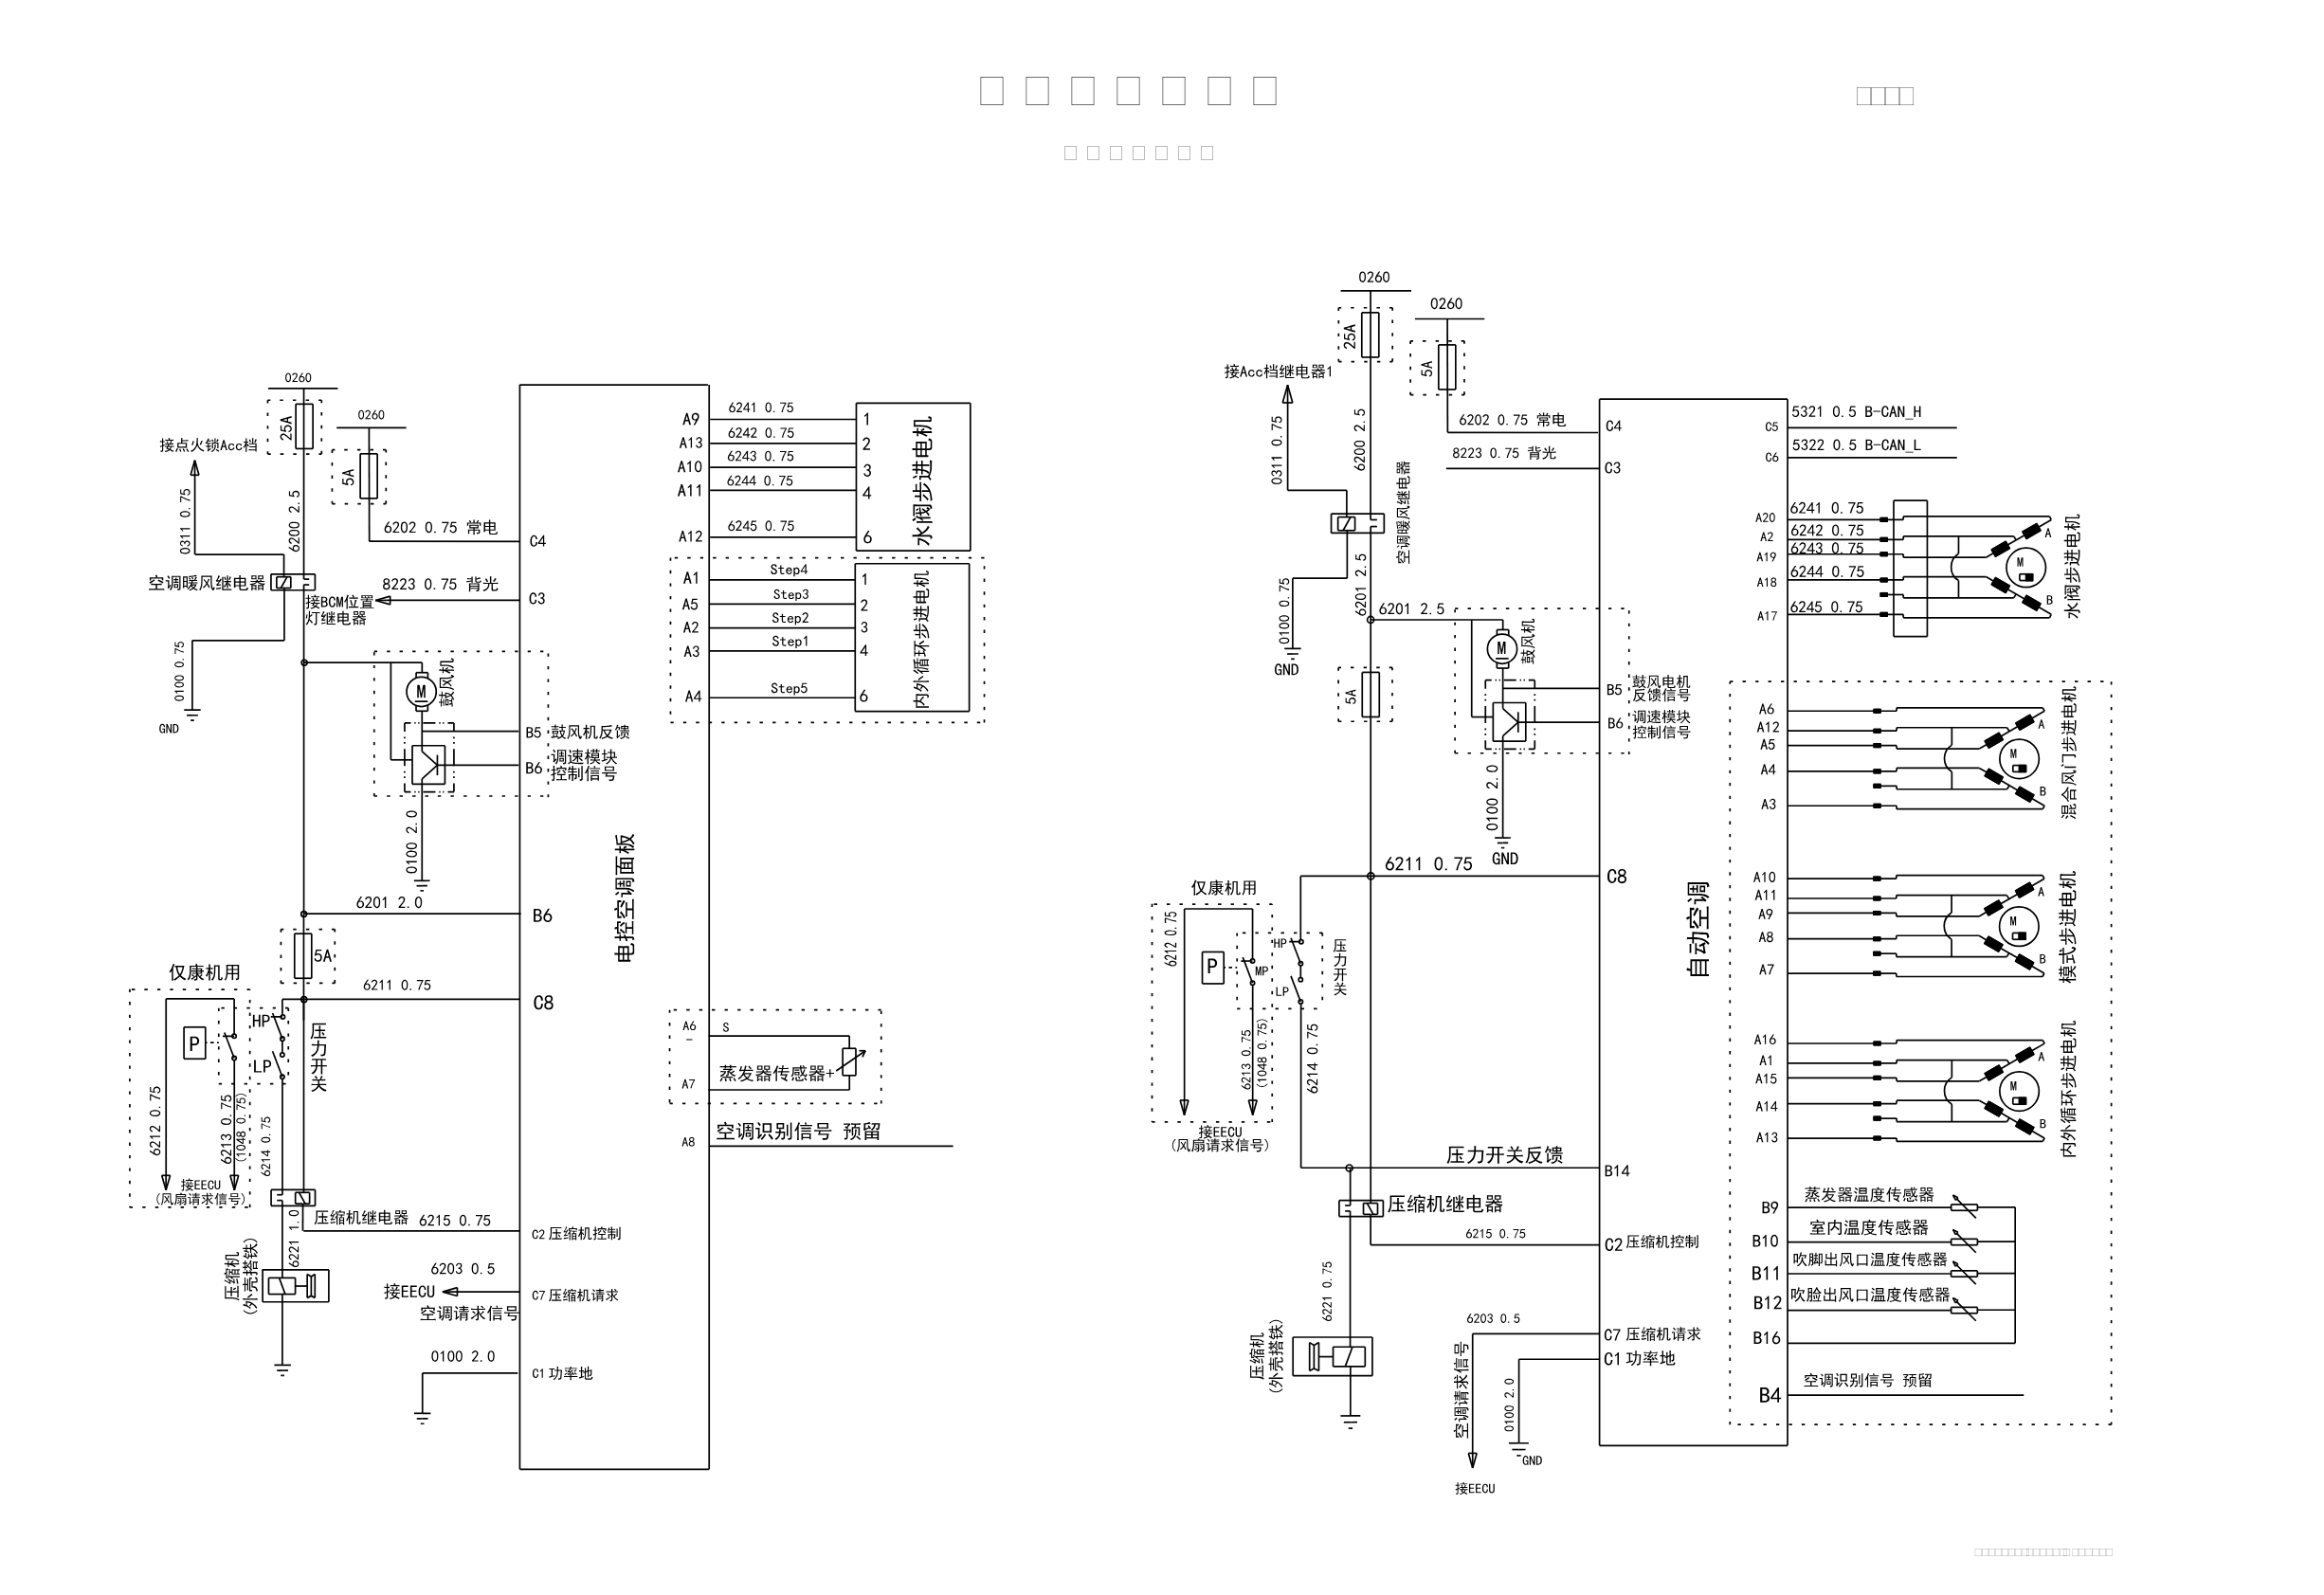 0260
25A
0260
5A
接点火锁Acc档
0311 0.75
6200 2.5
6202 0.75 常电
C4
空调暖风继电器
接BCM位置
灯继电器
8223 0.75 背光
C3
0100 0.75
GND
M
鼓风机
B5 鼓风机反馈
B6 调速模块
控制信号
0100 2.0
6201 2.0
B6
5A
电控空调面板
仅康机用
6211 0.75
C8
P
HP
LP
压力开关
6212 0.75
6213 0.75
(1048 0.75)
6214 0.75
接EECU
(风扇请求信号)
压缩机继电器
6215 0.75
C2 压缩机控制
6221 1.0
压缩机
(外壳搭铁)
6203 0.5
接EECU
C7 压缩机请求
空调请求信号
0100 2.0
C1 功率地
A9
6241 0.75
1
A13
6242 0.75
2
A10
6243 0.75
3
A11
6244 0.75
4
A12
6245 0.75
6
水阀步进电机
A1
Step4
1
A5
Step3
2
A2
Step2
3
A3
Step1
4
A4
Step5
6
内外循环步进电机
A6
S
-
蒸发器传感器+
A7
空调识别信号 预留
A8
0260
25A
0260
5A
接Acc档继电器1
0311 0.75
6200 2.5
6202 0.75 常电
C4
8223 0.75 背光
C3
空调暖风继电器
0100 0.75
GND
6201 2.5
6201 2.5
M
鼓风机
5A
B5 鼓风电机
反馈信号
B6 调速模块
控制信号
0100 2.0
GND
6211 0.75
C8
自动空调
仅康机用
6212 0.75
P
MP
HP
LP
压力开关
6213 0.75
(1048 0.75)
6214 0.75
接EECU
(风扇请求信号)
压力开关反馈
B14
压缩机继电器
6215 0.75
C2 压缩机控制
6221 0.75
压缩机
(外壳搭铁)
6203 0.5
C7 压缩机请求
C1 功率地
空调请求信号
0100 2.0
GND
接EECU
C5
5321 0.5 B-CAN_H
C6
5322 0.5 B-CAN_L
A20
6241 0.75
A2
6242 0.75
A19
6243 0.75
A18
6244 0.75
A17
6245 0.75
A
M
B
水阀步进电机
A6
A12
A5
A4
A3
A
M
B
混合风门步进电机
A10
A11
A9
A8
A7
A
M
B
模式步进电机
A16
A1
A15
A14
A13
A
M
B
内外循环步进电机
B9
蒸发器温度传感器
B10
室内温度传感器
B11
吹脚出风口温度传感器
B12
吹脸出风口温度传感器
B16
B4
空调识别信号 预留